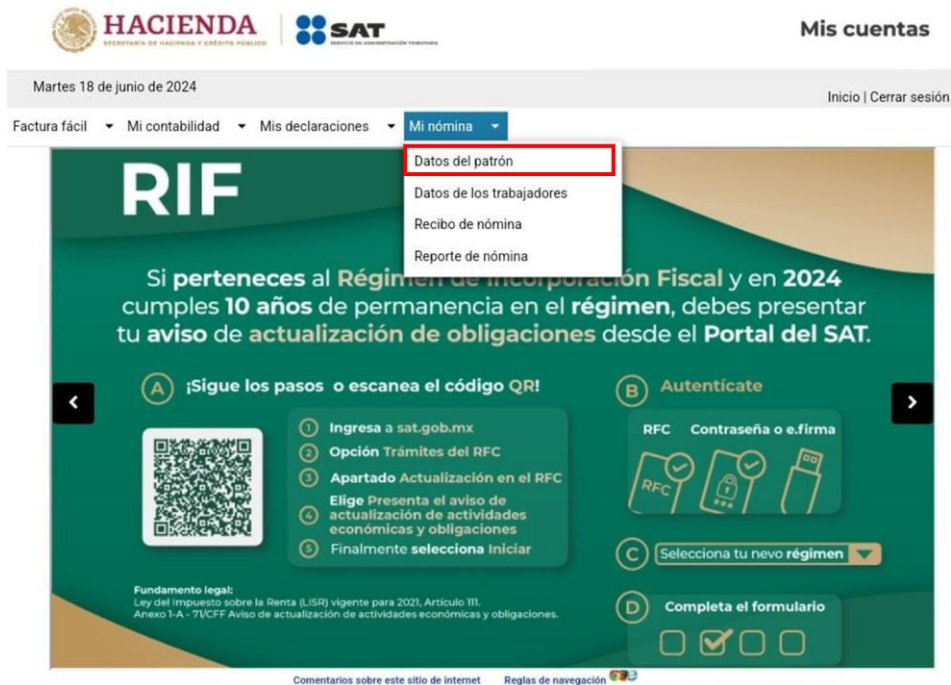 HACIENDA
SECRETARÍA DE HACIENDA Y CRÉDITO PÚBLICO
SAT
SERVICIO DE ADMINISTRACIÓN TRIBUTARIA
Mis cuentas
Martes 18 de junio de 2024
Inicio | Cerrar sesión
Factura fácil Mi contabilidad Mis declaraciones Mi nómina
Datos del patrón
Datos de los trabajadores
Recibo de nómina
Reporte de nómina
RIF
Si perteneces al Régimen de Incorporación Fiscal y en 2024
cumples 10 años de permanencia en el régimen, debes presentar
tu aviso de actualización de obligaciones desde el Portal del SAT.
A ¡Sigue los pasos o escanea el código QR!
1 Ingresa a sat.gob.mx
2 Opción Trámites del RFC
3 Apartado Actualización en el RFC
4 Elige Presenta el aviso de
actualización de actividades
económicas y obligaciones
5 Finalmente selecciona Iniciar
B Autentícate
RFC Contraseña o e.firma
RFC
C Selecciona tu nevo régimen
D Completa el formulario
Fundamento legal:
Ley del Impuesto sobre la Renta (LISR) vigente para 2021, Artículo 111.
Anexo 1-A - 71/CFF Aviso de actualización de actividades económicas y obligaciones.
Comentarios sobre este sitio de internet Reglas de navegación